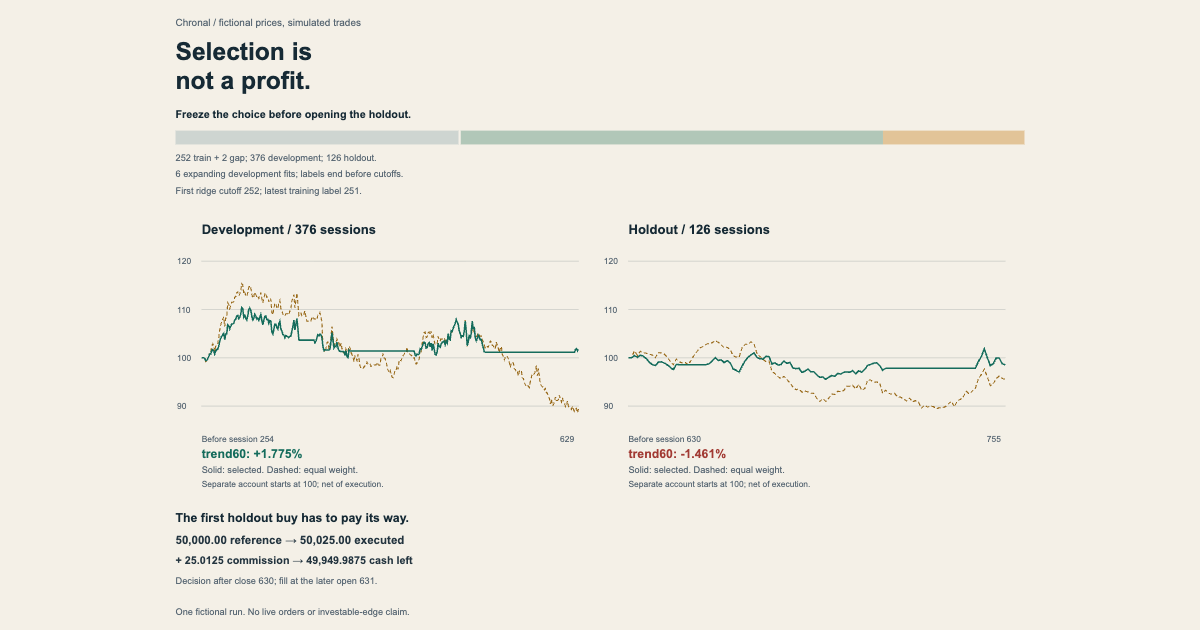 Chronal / fictional prices, simulated trades
Selection is
not a profit.
Freeze the choice before opening the holdout.
252 train + 2 gap; 376 development; 126 holdout.
6 expanding development fits; labels end before cutoffs.
First ridge cutoff 252; latest training label 251.
Development / 376 sessions
120
110
100
90
Before session 254
629
trend60: +1.775%
Solid: selected. Dashed: equal weight.
Separate account starts at 100; net of execution.
Holdout / 126 sessions
120
110
100
90
Before session 630
755
trend60: -1.461%
Solid: selected. Dashed: equal weight.
Separate account starts at 100; net of execution.
The first holdout buy has to pay its way.
50,000.00 reference → 50,025.00 executed
+ 25.0125 commission → 49,949.9875 cash left
Decision after close 630; fill at the later open 631.
One fictional run. No live orders or investable-edge claim.